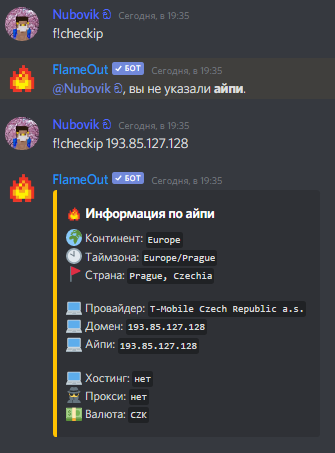 Nubovik Сегодня, в 19:35
f!checkip
FlameOut ✓ БОТ Сегодня, в 19:35
@Nubovik, вы не указали айпи.
Nubovik Сегодня, в 19:35
f!checkip 193.85.127.128
FlameOut ✓ БОТ Сегодня, в 19:35
Информация по айпи
Континент: Europe
Таймзона: Europe/Prague
Страна: Prague, Czechia
Провайдер: T-Mobile Czech Republic a.s.
Домен: 193.85.127.128
Айпи: 193.85.127.128
Хостинг: нет
Прокси: нет
Валюта: CZK